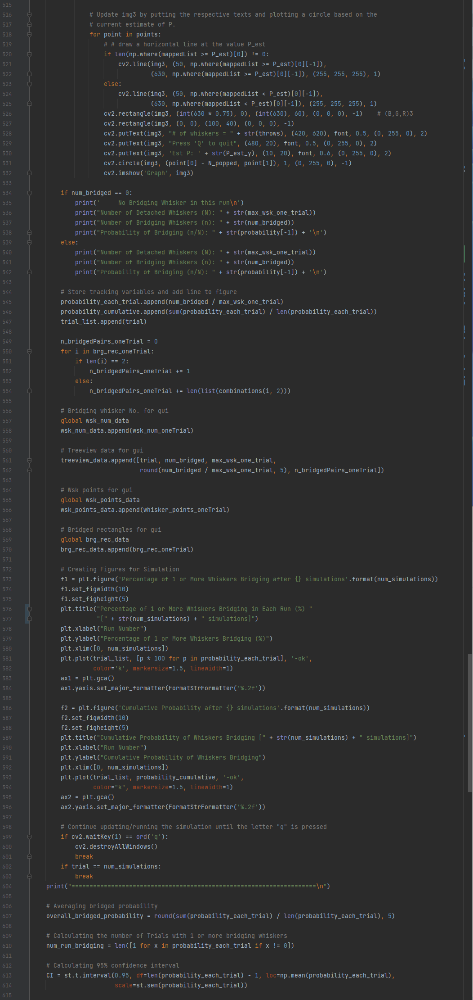 515
516                     # Update img3 by putting the respective texts and plotting a circle based on the
517                     # current estimate of P.
518                     for point in points:
519                         # # draw a horizontal line at the value P_est
520                         if len(np.where(mappedList >= P_est)[0]) != 0:
521                             cv2.line(img3, (50, np.where(mappedList >= P_est)[0][-1]),
522                                      (630, np.where(mappedList >= P_est)[0][-1]), (255, 255, 255), 1)
523                         else:
524                             cv2.line(img3, (50, np.where(mappedList < P_est)[0][-1]),
525                                      (630, np.where(mappedList < P_est)[0][-1]), (255, 255, 255), 1)
526                         cv2.rectangle(img3, (int(630 * 0.75), 0), (int(630), 60), (0, 0, 0), -1)    # (B,G,R)3
527                         cv2.rectangle(img3, (0, 0), (100, 40), (0, 0, 0), -1)
528                         cv2.putText(img3, "# of whiskers = " + str(throws), (420, 620), font, 0.5, (0, 255, 0), 2)
529                         cv2.putText(img3, "Press 'Q' to quit", (480, 20), font, 0.5, (0, 255, 0), 2)
530                         cv2.putText(img3, 'Est P: ' + str(P_est_y), (10, 20), font, 0.6, (0, 255, 0), 2)
531                         cv2.circle(img3, (point[0] - N_popped, point[1]), 1, (0, 255, 0), -1)
532                         cv2.imshow('Graph', img3)
533
534             if num_bridged == 0:
535                 print('     No Bridging Whisker in this run\n')
536                 print("Number of Detached Whiskers (N): " + str(max_wsk_one_trial))
537                 print("Number of Bridging Whiskers (n): " + str(num_bridged))
538                 print("Probability of Bridging (n/N): " + str(probability[-1]) + '\n')
539             else:
540                 print("Number of Detached Whiskers (N): " + str(max_wsk_one_trial))
541                 print("Number of Bridging Whiskers (n): " + str(num_bridged))
542                 print("Probability of Bridging (n/N): " + str(probability[-1]) + '\n')
543
544             # Store tracking variables and add line to figure
545             probability_each_trial.append(num_bridged / max_wsk_one_trial)
546             probability_cumulative.append(sum(probability_each_trial) / len(probability_each_trial))
547             trial_list.append(trial)
548
549             n_bridgedPairs_oneTrial = 0
550             for i in brg_rec_oneTrial:
551                 if len(i) == 2:
552                     n_bridgedPairs_oneTrial += 1
553                 else:
554                     n_bridgedPairs_oneTrial += len(list(combinations(i, 2)))
555
556             # Bridging whisker No. for gui
557             global wsk_num_data
558             wsk_num_data.append(wsk_num_oneTrial)
559
560             # Treeview data for gui
561             treeview_data.append([trial, num_bridged, max_wsk_one_trial,
562                                   round(num_bridged / max_wsk_one_trial, 5), n_bridgedPairs_oneTrial])
563
564             # Wsk points for gui
565             global wsk_points_data
566             wsk_points_data.append(whisker_points_oneTrial)
567
568             # Bridged rectangles for gui
569             global brg_rec_data
570             brg_rec_data.append(brg_rec_oneTrial)
571
572             # Creating Figures for Simulation
573             f1 = plt.figure('Percentage of 1 or More Whiskers Bridging after {} simulations'.format(num_simulations))
574             f1.set_figwidth(10)
575             f1.set_figheight(5)
576             plt.title("Percentage of 1 or More Whiskers Bridging in Each Run (%) "
577                       "[" + str(num_simulations) + " simulations]")
578             plt.xlabel("Run Number")
579             plt.ylabel("Percentage of 1 or More Whiskers Bridging (%)")
580             plt.xlim([0, num_simulations])
581             plt.plot(trial_list, [p * 100 for p in probability_each_trial], '-ok',
582                      color='k', markersize=1.5, linewidth=1)
583             ax1 = plt.gca()
584             ax1.yaxis.set_major_formatter(FormatStrFormatter('%.2f'))
585
586             f2 = plt.figure('Cumulative Probability after {} simulations'.format(num_simulations))
587             f2.set_figwidth(10)
588             f2.set_figheight(5)
589             plt.title("Cumulative Probability of Whiskers Bridging [" + str(num_simulations) + " simulations]")
590             plt.xlabel("Run Number")
591             plt.ylabel("Cumulative Probability of Whiskers Bridging")
592             plt.xlim([0, num_simulations])
593             plt.plot(trial_list, probability_cumulative, '-ok',
594                      color="k", markersize=1.5, linewidth=1)
595             ax2 = plt.gca()
596             ax2.yaxis.set_major_formatter(FormatStrFormatter('%.2f'))
597
598             # Continue updating/running the simulation until the letter "q" is pressed
599             if cv2.waitKey(1) == ord('q'):
600                 cv2.destroyAllWindows()
601                 break
602             if trial == num_simulations:
603                 break
604         print("====================================================================\n")
605
606         # Averaging bridged probability
607         overall_bridged_probability = round(sum(probability_each_trial) / len(probability_each_trial), 5)
608
609         # Calculating the number of Trials with 1 or more bridging whiskers
610         num_run_bridging = len([1 for x in probability_each_trial if x != 0])
611
612         # Calculating 95% confidence interval
613         CI = st.t.interval(0.95, df=len(probability_each_trial) - 1, loc=np.mean(probability_each_trial),
614                            scale=st.sem(probability_each_trial))
615